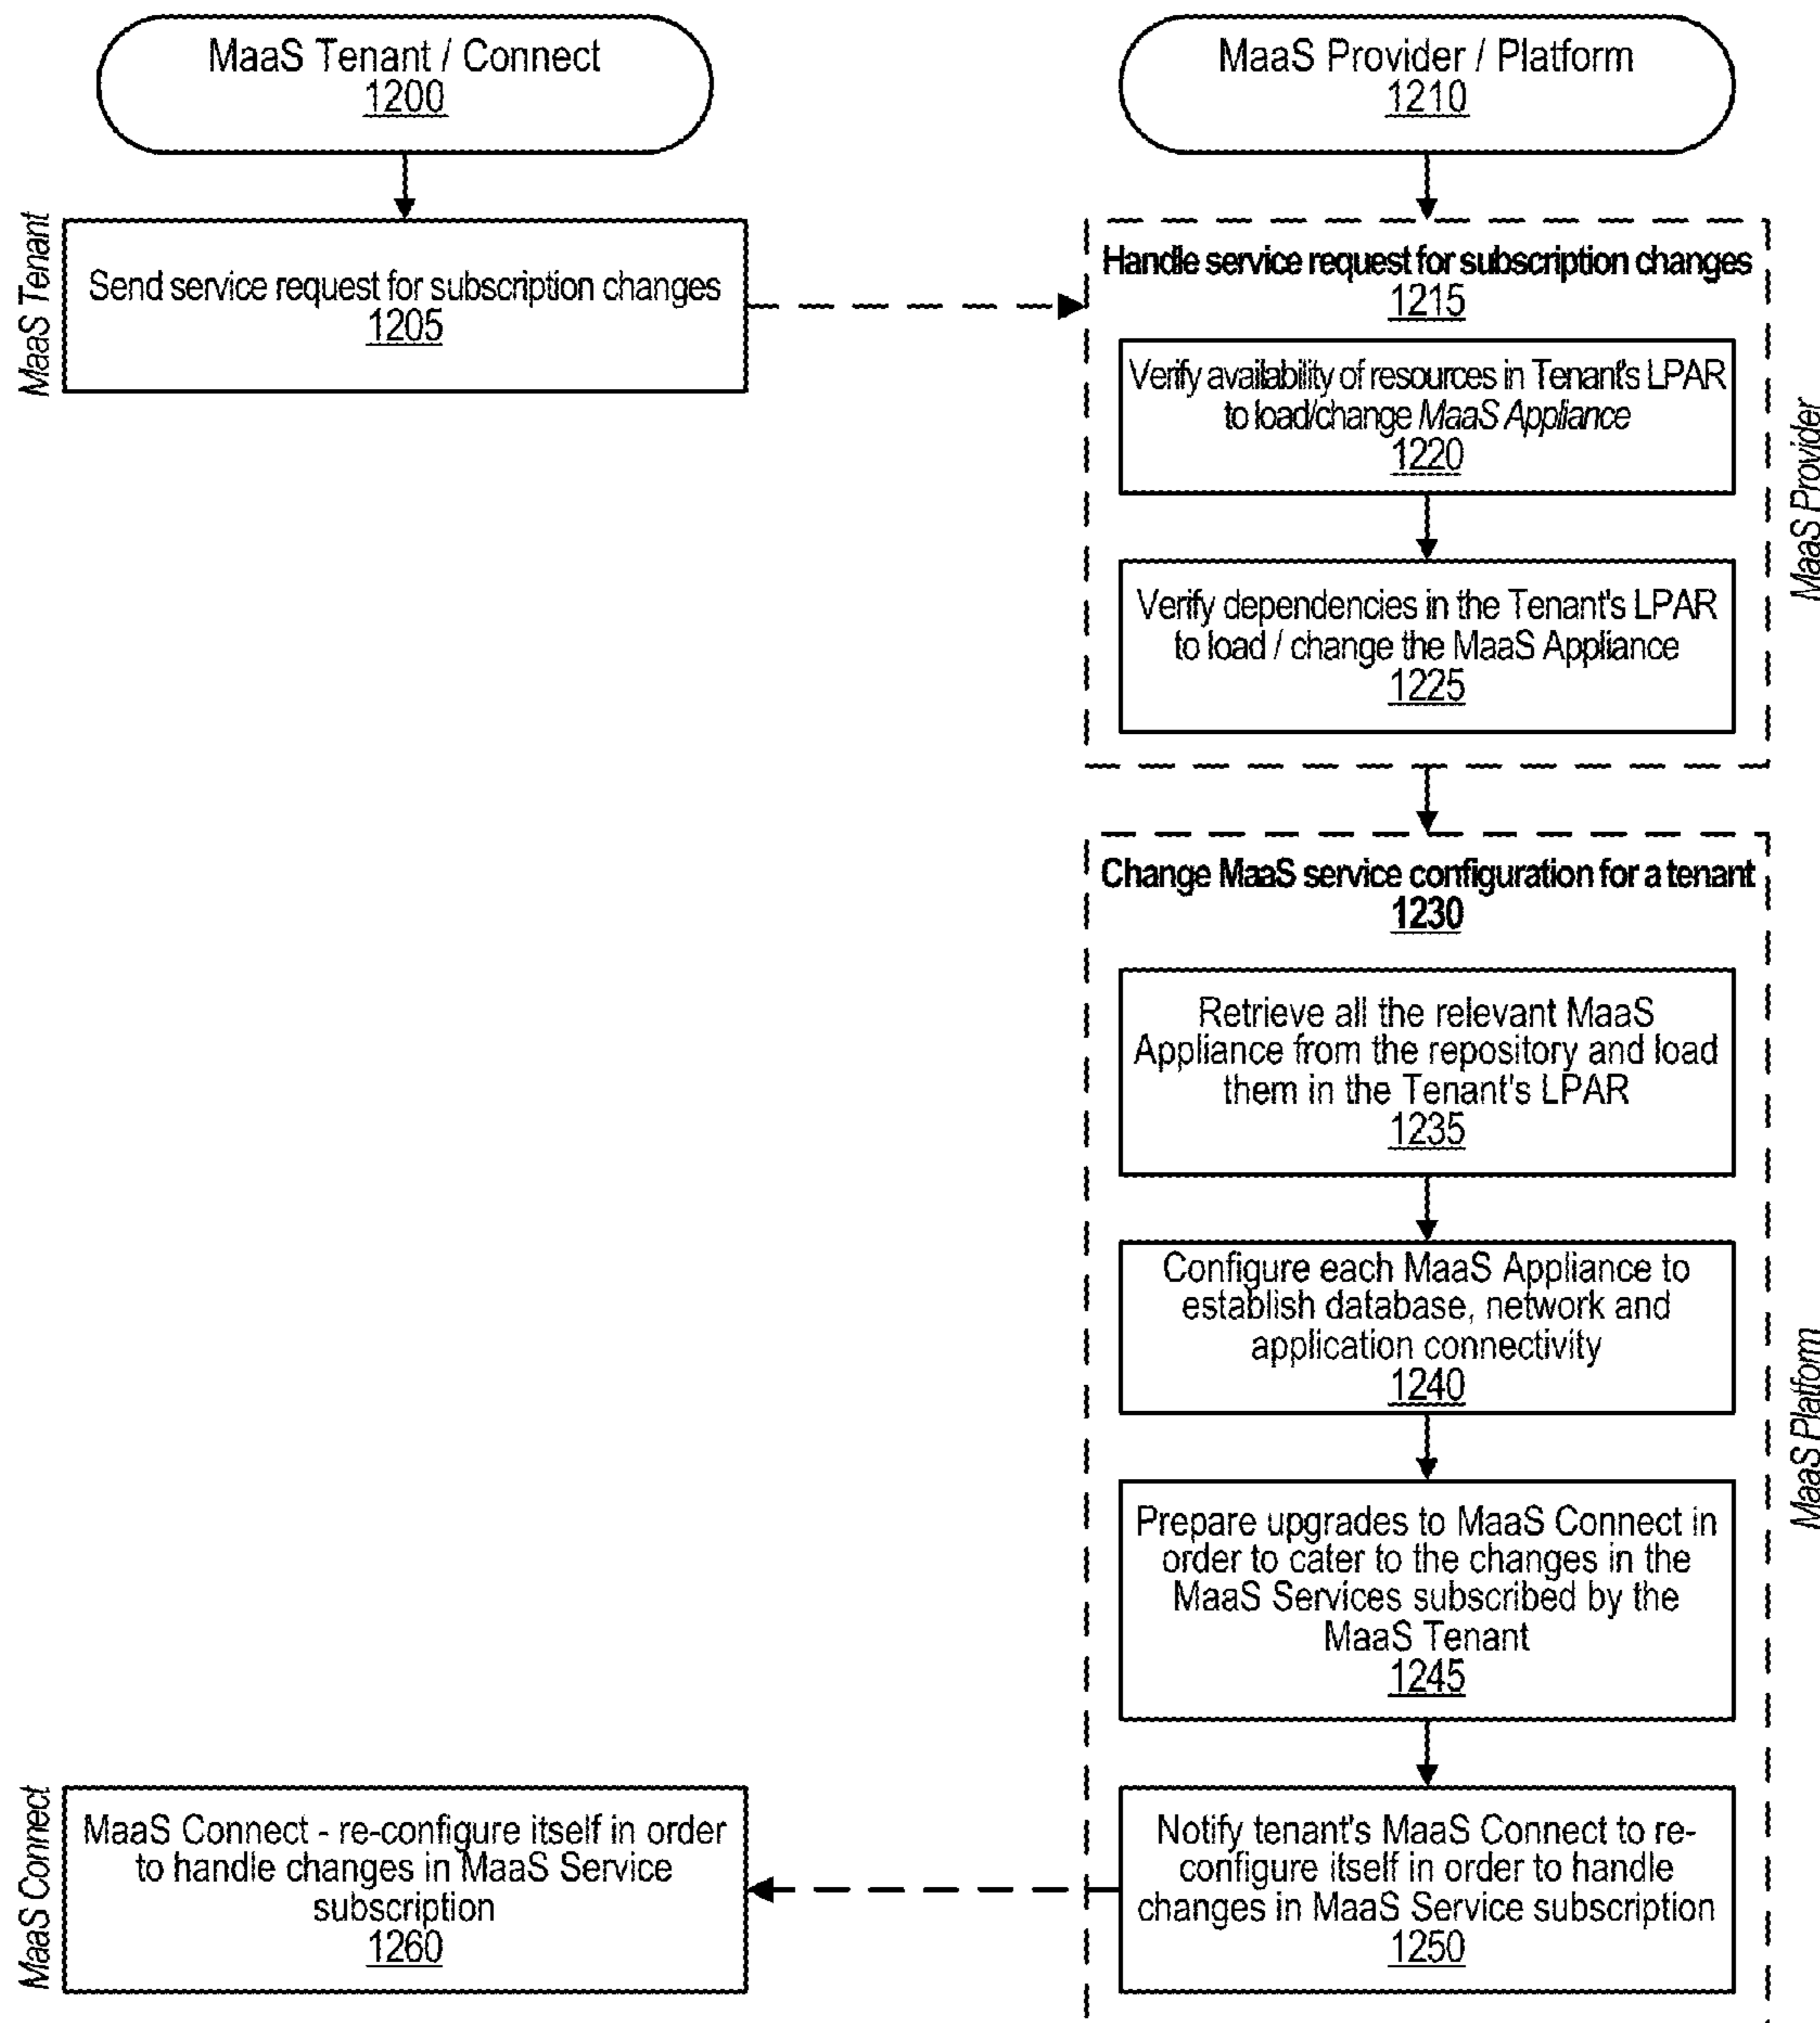 MaaS Tenant / Connect
1200
MaaS Provider / Platform
1210
MaaS Tenant
Send service request for subscription changes
1205
Handle service request for subscription changes
1215
Verify availability of resources in Tenant's LPAR
to load/change MaaS Appliance
1220
Verify dependencies in the Tenant's LPAR
to load / change the MaaS Appliance
1225
MaaS Provider
Change MaaS service configuration for a tenant
1230
Retrieve all the relevant MaaS
Appliance from the repository and load
them in the Tenant's LPAR
1235
Configure each MaaS Appliance to
establish database, network and
application connectivity
1240
Prepare upgrades to MaaS Connect in
order to cater to the changes in the
MaaS Services subscribed by the
MaaS Tenant
1245
Notify tenant's MaaS Connect to re-
configure itself in order to handle
changes in MaaS Service subscription
1250
MaaS Platform
MaaS Connect
MaaS Connect - re-configure itself in order
to handle changes in MaaS Service
subscription
1260